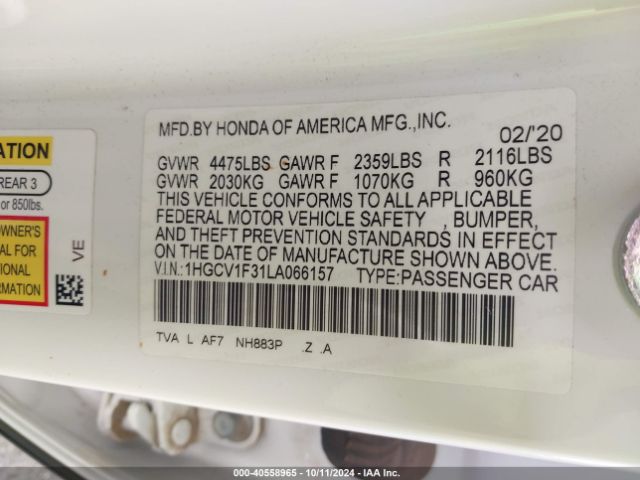 MFD.BY HONDA OF AMERICA MFG.,INC. 02/'20
GVWR 4475LBS GAWR F 2359LBS R 2116LBS
GVWR 2030KG GAWR F 1070KG R 960KG
THIS VEHICLE CONFORMS TO ALL APPLICABLE
FEDERAL MOTOR VEHICLE SAFETY , BUMPER,
AND THEFT PREVENTION STANDARDS IN EFFECT
ON THE DATE OF MANUFACTURE SHOWN ABOVE.
V.I.N.:1HGCV1F31LA066157 TYPE:PASSENGER CAR
TVA L AF7 NH883P .Z .A
ATION
REAR 3
or 850lbs.
OWNER'S
AL FOR
TIONAL
MATION
VE
000-40558965 - 10/11/2024 - IAA Inc.